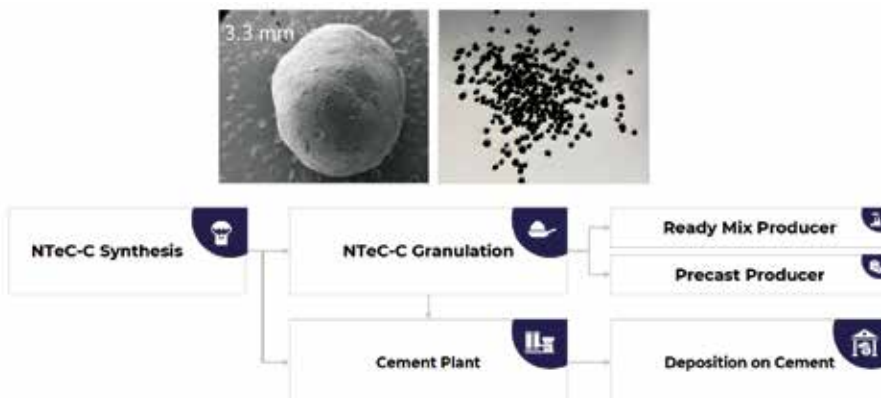 3.3 mm
NTeC-C Synthesis
NTeC-C Granulation
Ready Mix Producer
Precast Producer
Cement Plant
Deposition on Cement